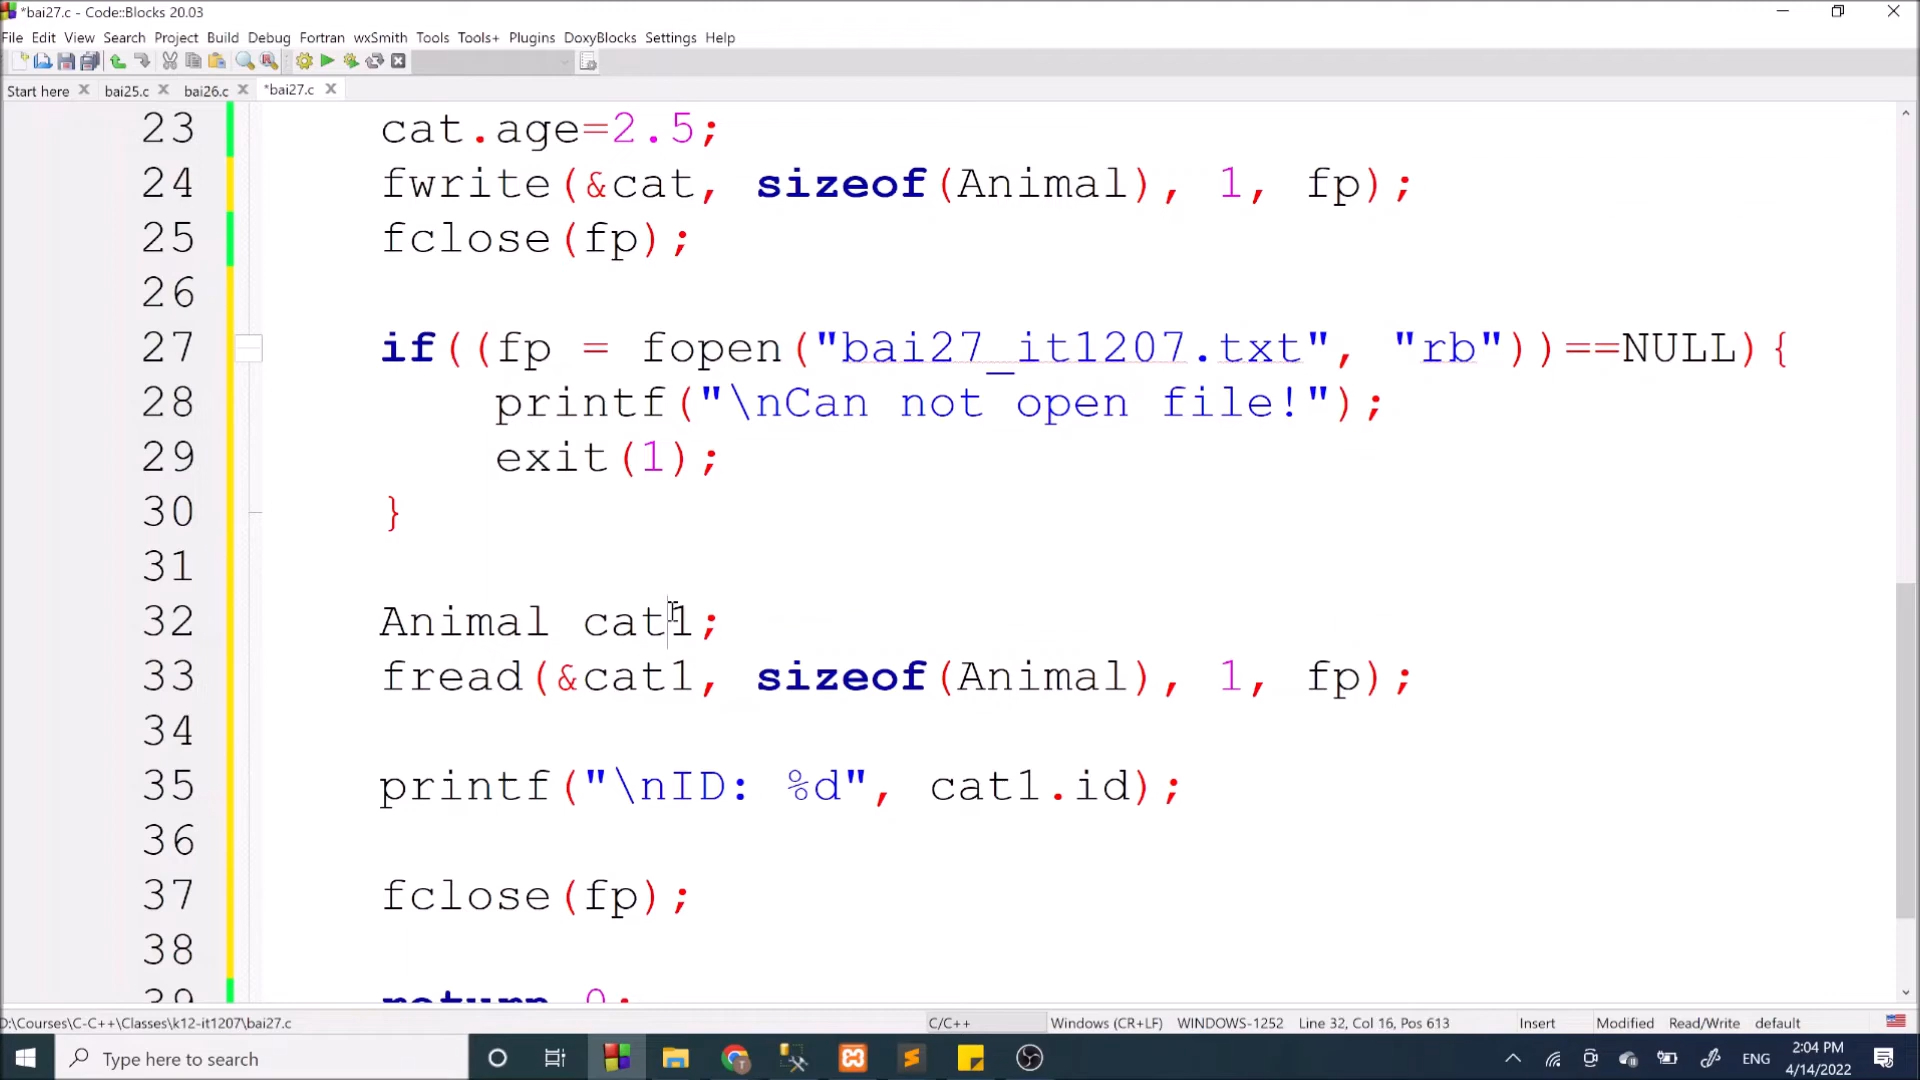 *bai27.c - Code::Blocks 20.03
File Edit View Search Project Build Debug Fortran wxSmith Tools Tools+ Plugins DoxyBlocks Settings Help
Start here bai25.c bai26.c *bai27.c
23 cat.age=2.5;
24 fwrite(&cat, sizeof(Animal), 1, fp);
25 fclose(fp);
26
27 if((fp = fopen("bai27_it1207.txt", "rb"))==NULL){
28 printf("\nCan not open file!");
29 exit(1);
30 }
31
32 Animal cat1;
33 fread(&cat1, sizeof(Animal), 1, fp);
34
35 printf("\nID: %d", cat1.id);
36
37 fclose(fp);
38
39 return 0;
D:\Courses\C-C++\Classes\k12-it1207\bai27.c C/C++ Windows (CR+LF) WINDOWS-1252 Line 32, Col 16, Pos 613 Insert Modified Read/Write default
Type here to search ENG 2:04 PM
4/14/2022